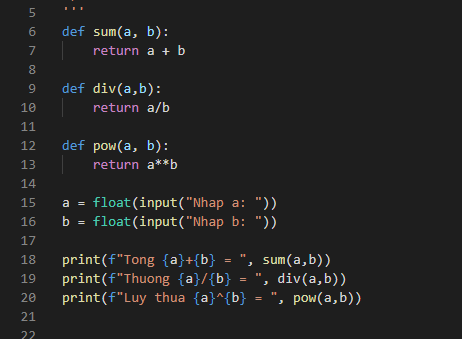 5 '''
6 def sum(a, b):
7     return a + b
8
9 def div(a,b):
10     return a/b
11
12 def pow(a, b):
13     return a**b
14
15 a = float(input("Nhap a: "))
16 b = float(input("Nhap b: "))
17
18 print(f"Tong {a}+{b} = ", sum(a,b))
19 print(f"Thuong {a}/{b} = ", div(a,b))
20 print(f"Luy thua {a}^{b} = ", pow(a,b))
21
22